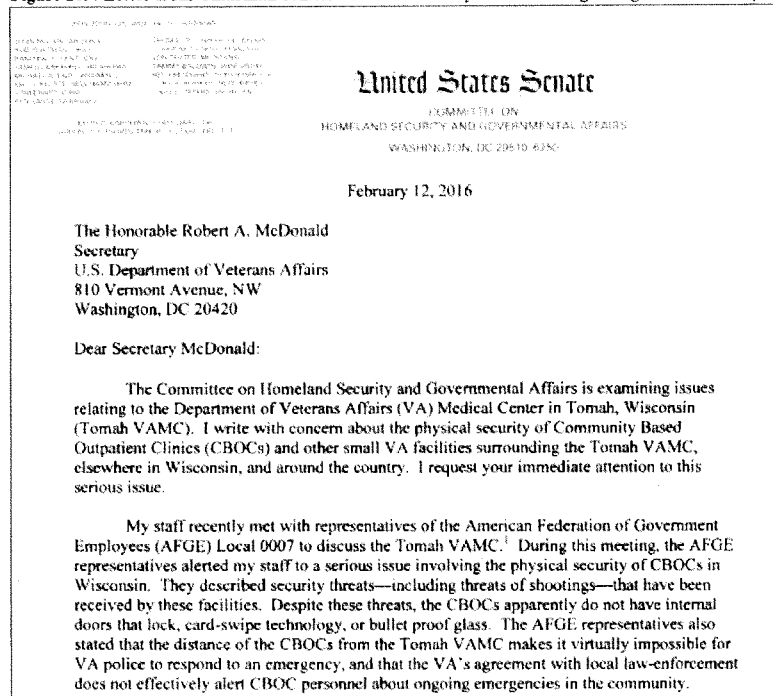 United States Senate
COMMITTEE ON
HOMELAND SECURITY AND GOVERNMENTAL AFFAIRS
WASHINGTON, DC 20510-6250
February 12, 2016
The Honorable Robert A. McDonald
Secretary
U.S. Department of Veterans Affairs
810 Vermont Avenue, NW
Washington, DC 20420
Dear Secretary McDonald:
The Committee on Homeland Security and Governmental Affairs is examining issues
relating to the Department of Veterans Affairs (VA) Medical Center in Tomah, Wisconsin
(Tomah VAMC). I write with concern about the physical security of Community Based
Outpatient Clinics (CBOCs) and other small VA facilities surrounding the Tomah VAMC,
elsewhere in Wisconsin, and around the country. I request your immediate attention to this
serious issue.
My staff recently met with representatives of the American Federation of Government
Employees (AFGE) Local 0007 to discuss the Tomah VAMC.1 During this meeting, the AFGE
representatives alerted my staff to a serious issue involving the physical security of CBOCs in
Wisconsin. They described security threats—including threats of shootings—that have been
received by these facilities. Despite these threats, the CBOCs apparently do not have internal
doors that lock, card-swipe technology, or bullet proof glass. The AFGE representatives also
stated that the distance of the CBOCs from the Tomah VAMC makes it virtually impossible for
VA police to respond to an emergency, and that the VA's agreement with local law-enforcement
does not effectively alert CBOC personnel about ongoing emergencies in the community.